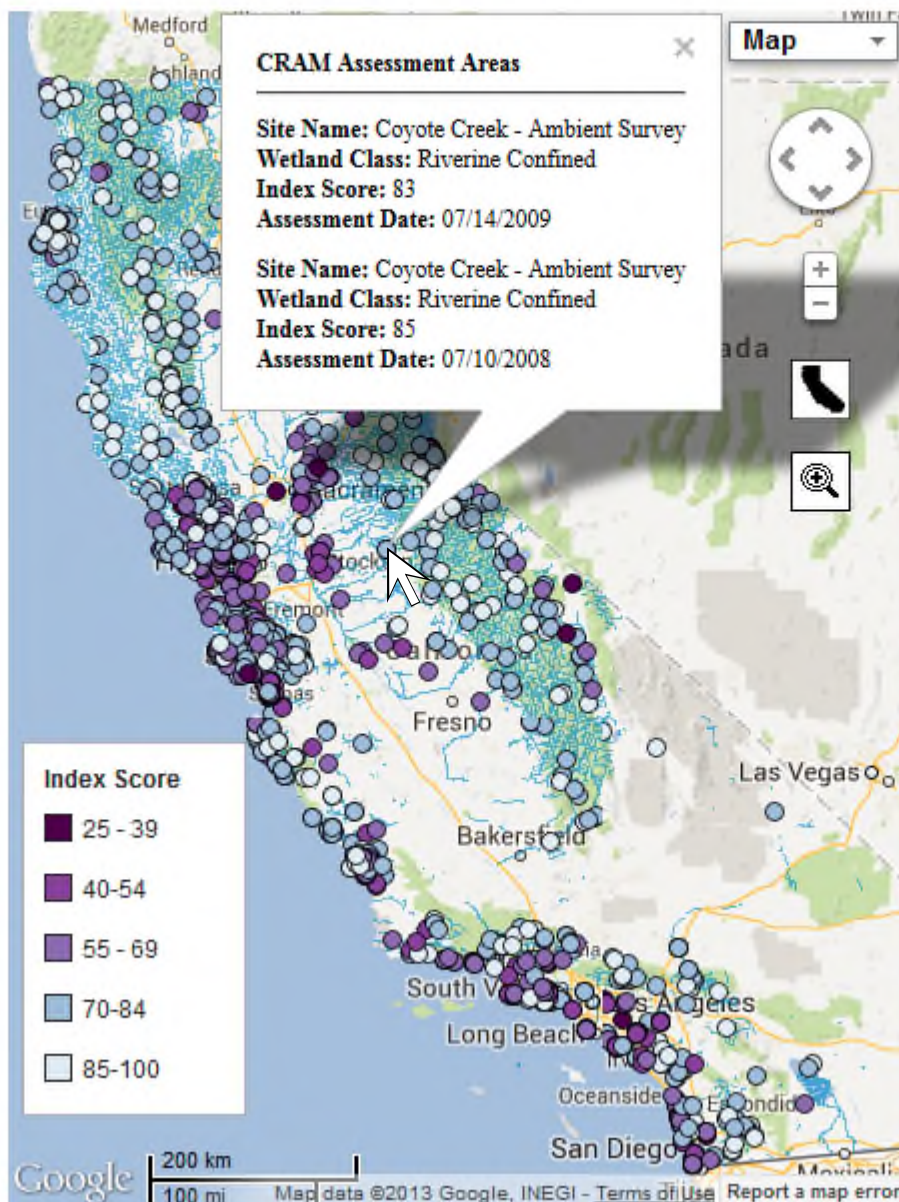 Medford
Ashland
Map
CRAM Assessment Areas
Site Name: Coyote Creek - Ambient Survey
Wetland Class: Riverine Confined
Index Score: 83
Assessment Date: 07/14/2009
Site Name: Coyote Creek - Ambient Survey
Wetland Class: Riverine Confined
Index Score: 85
Assessment Date: 07/10/2008
Fremont
Fresno
Index Score
25 - 39
40-54
55 - 69
70-84
85-100
Las Vegas
Bakersfield
Long Beach
Oceanside
San Diego
Google
200 km
100 mi
Map data ©2013 Google, INEGI - Terms of Use
Report a map error